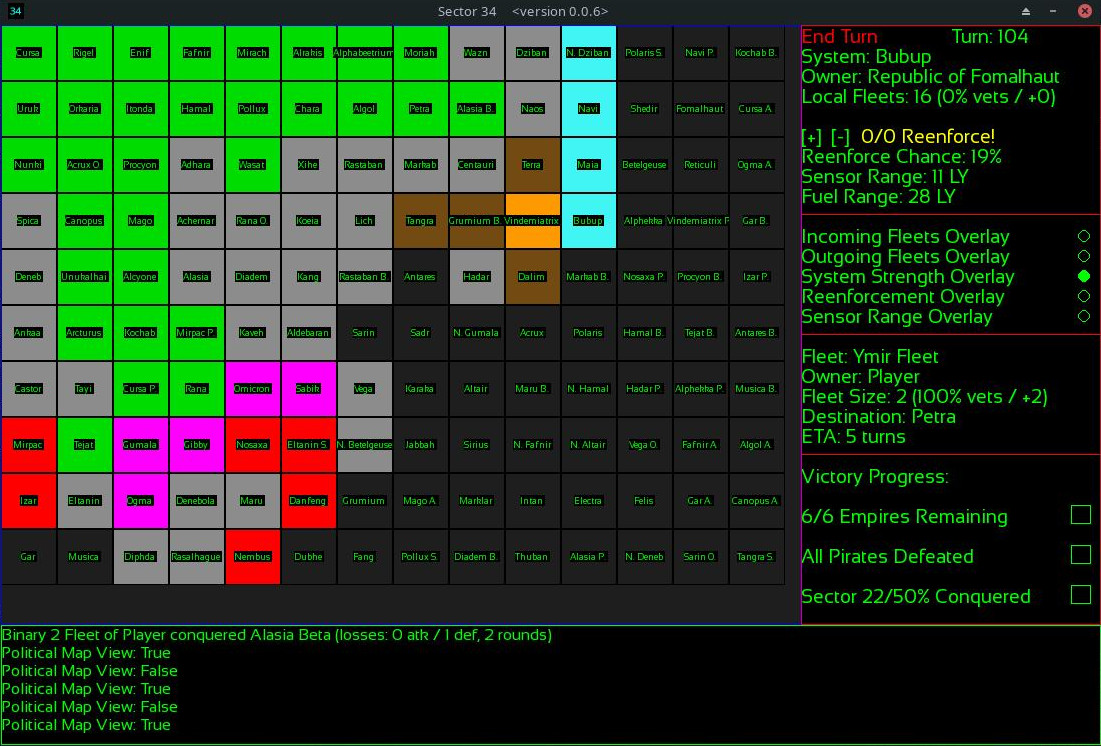 34 Sector 34 <version 0.0.6>
Cursa Rigel Enif Fafnir Mirach Alrakis Alphabeetrium Moriah Wazn Dziban N. Dziban Polaris S. Navi P. Kochab B.
Uruk Orkaria Itonda Hamal Pollux Chara Algol Petra Alasia B. Naos Navi Shedir Fomalhaut Cursa A.
Nunki Acrux O. Procyon Adhara Wasat Xihe Rastaban Markab Centauri Terra Maia Betelgeuse Reticuli Ogma A.
Spica Canopus Mago Achernar Rana O. Koeia Lich Tangra Grumium B. Vindemiatrix Bubup Alphekka Vindemiatrix P Gar B.
Deneb Unukalhai Alcyone Alasia Diadem Kang Rastaban B. Antares Hadar Dalim Markab B. Nosaxa P. Procyon B. Izar P.
Ankaa Arcturus Kochab Mirpac P. Kaveh Aldebaran Sarin Sadr N. Gumala Acrux Polaris Hamal B. Tejat B. Antares B.
Castor Tayi Cursa P. Rana Omicron Sabik Vega Karaka Altair Maru B. N. Hamal Hadar P. Alphekka P. Musica B.
Mirpac Tejat Gumala Gibby Nosaxa Eltanin S. N. Betelgeuse Jabbah Sirius N. Fafnir N. Altair Vega O. Fafnir A. Algol A.
Izar Eltanin Ogma Denebola Maru Danfeng Grumium Mago A. Marklar Intan Electra Felis Gar A. Canopus A.
Gar Musica Diphda Rasalhague Nembus Dubhe Fang Pollux S. Diadem B. Thuban Alasia P. N. Deneb Sarin O. Tangra S.
End Turn Turn: 104
System: Bubup
Owner: Republic of Fomalhaut
Local Fleets: 16 (0% vets / +0)
[+] [-] 0/0 Reenforce!
Reenforce Chance: 19%
Sensor Range: 11 LY
Fuel Range: 28 LY
Incoming Fleets Overlay
Outgoing Fleets Overlay
System Strength Overlay
Reenforcement Overlay
Sensor Range Overlay
Fleet: Ymir Fleet
Owner: Player
Fleet Size: 2 (100% vets / +2)
Destination: Petra
ETA: 5 turns
Victory Progress:
6/6 Empires Remaining
All Pirates Defeated
Sector 22/50% Conquered
Binary 2 Fleet of Player conquered Alasia Beta (losses: 0 atk / 1 def, 2 rounds)
Political Map View: True
Political Map View: False
Political Map View: True
Political Map View: False
Political Map View: True